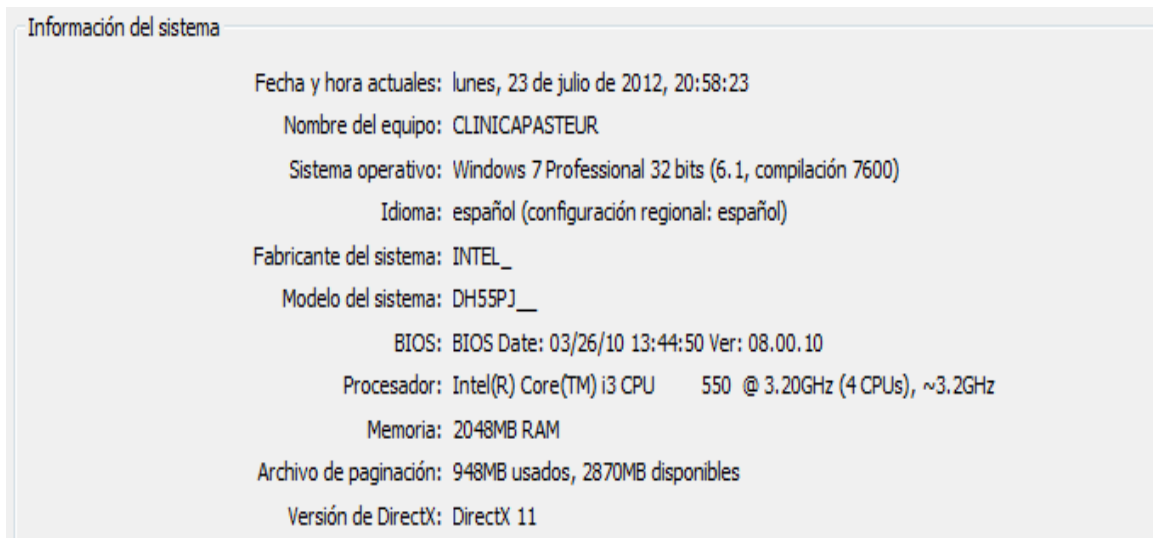 Información del sistema
Fecha y hora actuales: lunes, 23 de julio de 2012, 20:58:23
Nombre del equipo: CLINICAPASTEUR
Sistema operativo: Windows 7 Professional 32 bits (6.1, compilación 7600)
Idioma: español (configuración regional: español)
Fabricante del sistema: INTEL_
Modelo del sistema: DH55PJ__
BIOS: BIOS Date: 03/26/10 13:44:50 Ver: 08.00.10
Procesador: Intel(R) Core(TM) i3 CPU 550 @ 3.20GHz (4 CPUs), ~3.2GHz
Memoria: 2048MB RAM
Archivo de paginación: 948MB usados, 2870MB disponibles
Versión de DirectX: DirectX 11